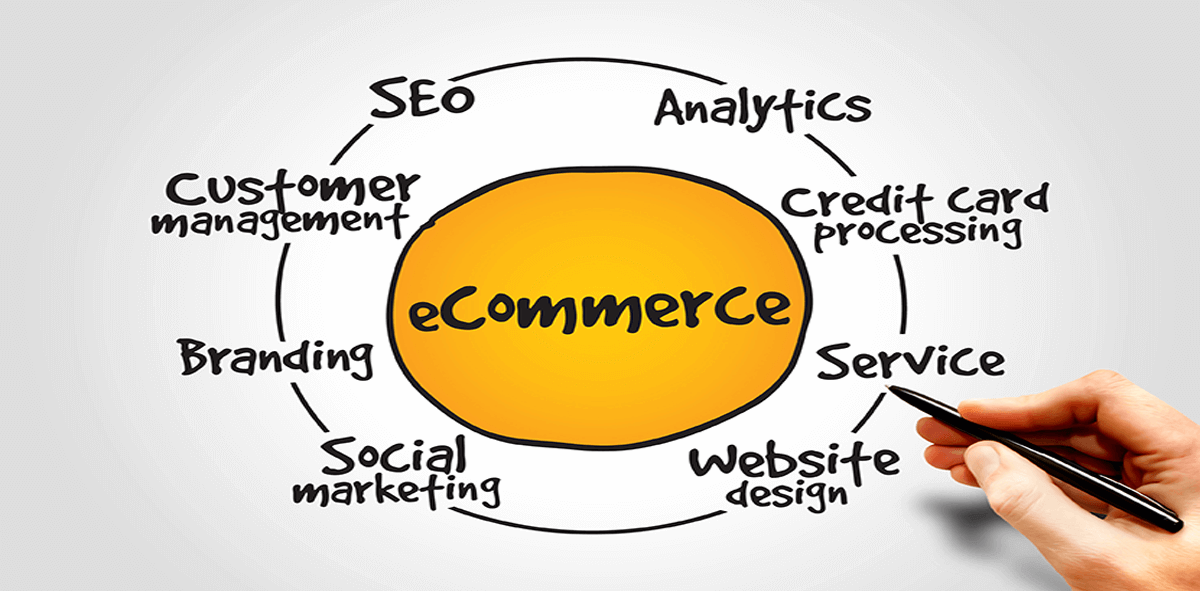 SEO
Analytics
Customer
management
Credit Card
processing
eCommerce
Branding
Service
Social
marketing
Website
design